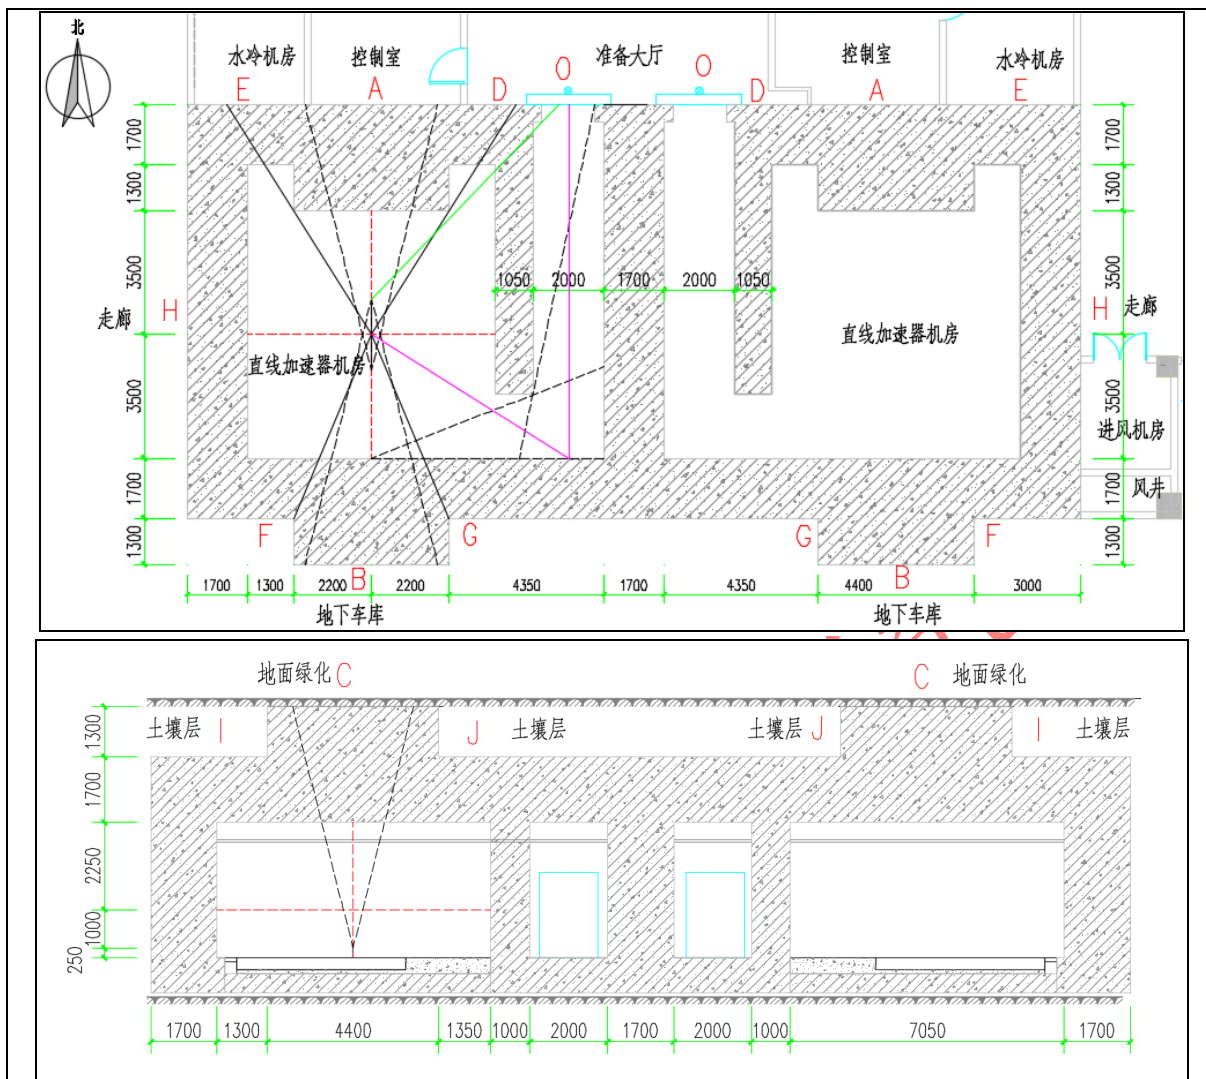 北
水冷机房 控制室 准备大厅 控制室 水冷机房
E A D O O D A E
1700 1700
1300 1300
3500 1050 2000 1700 2000 1050 3500
H 走廊 H 走廊
直线加速器机房 直线加速器机房
3500 3500
进风机房
1700 1700 风井
F G G F
1300 1300
1700 1300 2200 B 2200 4350 1700 4350 4400 B 3000
地下车库 地下车库
地面绿化 C C 地面绿化
1300 土壤层 I J 土壤层 土壤层 J I 土壤层
1700
2250
1000
250
1700 1300 4400 1350 1000 2000 1700 2000 1000 7050 1700